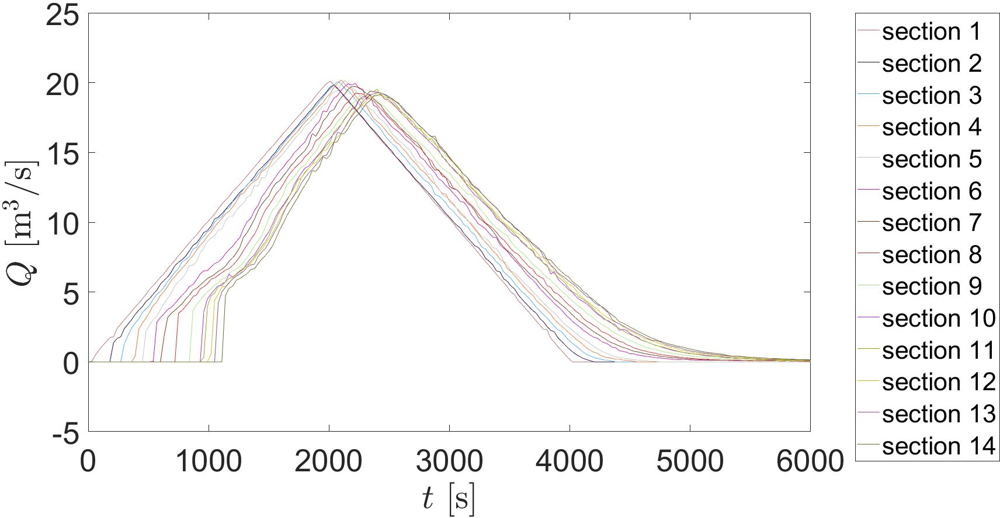 25
20
15
10
5
0
-5
Q [m³/s]
0 1000 2000 3000 4000 5000 6000
t [s]
section 1
section 2
section 3
section 4
section 5
section 6
section 7
section 8
section 9
section 10
section 11
section 12
section 13
section 14